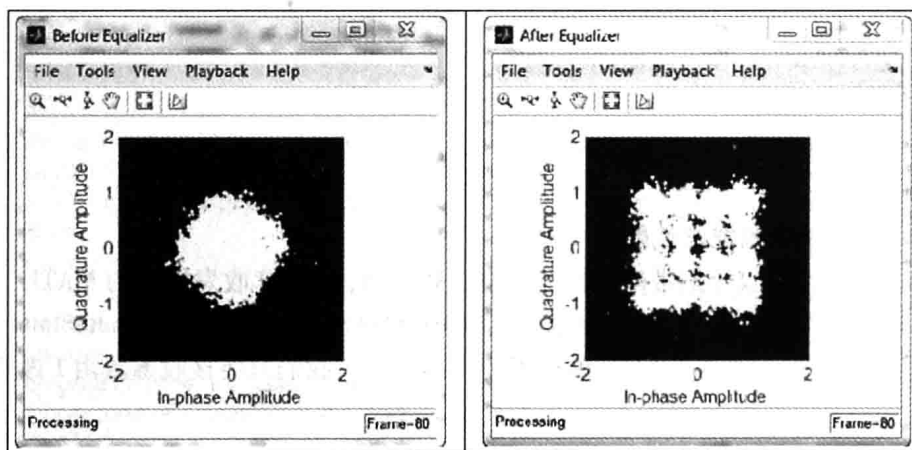 Before Equalizer
File Tools View Playback Help
2
1
0
-1
-2
-2 0 2
Quadrature Amplitude
In-phase Amplitude
Processing
Frame-80
After Equalizer
File Tools View Playback Help
2
1
0
-1
-2
-2 0 2
Quadrature Amplitude
In-phase Amplitude
Processing
Frame-80